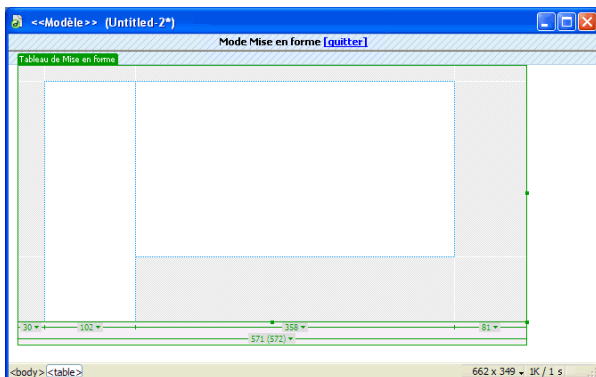 <<Modèle>> (Untitled-2*)
Mode Mise en forme [quitter]
Tableau de Mise en forme
30 102 358 81
571 (572)
<body> <table> 662 x 349 1K / 1 s